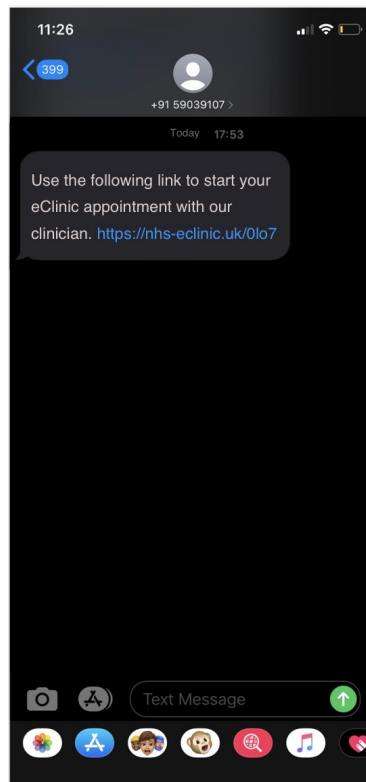 11:26
399
+91 59039107 >
Today 17:53
Use the following link to start your
eClinic appointment with our
clinician. https://nhs-eclinic.uk/0lo7
Text Message